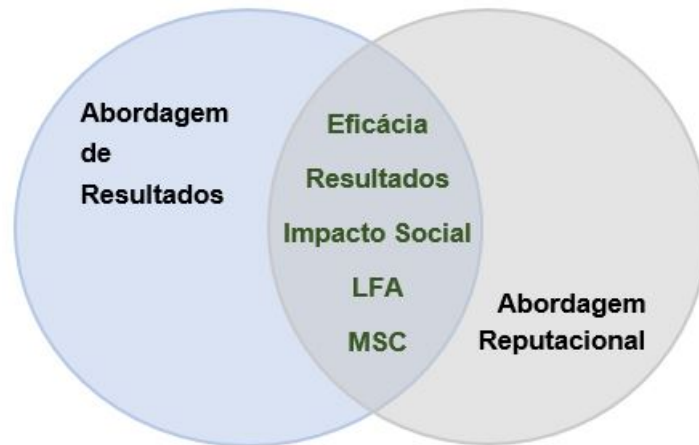 Abordagem
de
Resultados
Eficácia
Resultados
Impacto Social
LFA
MSC
Abordagem
Reputacional